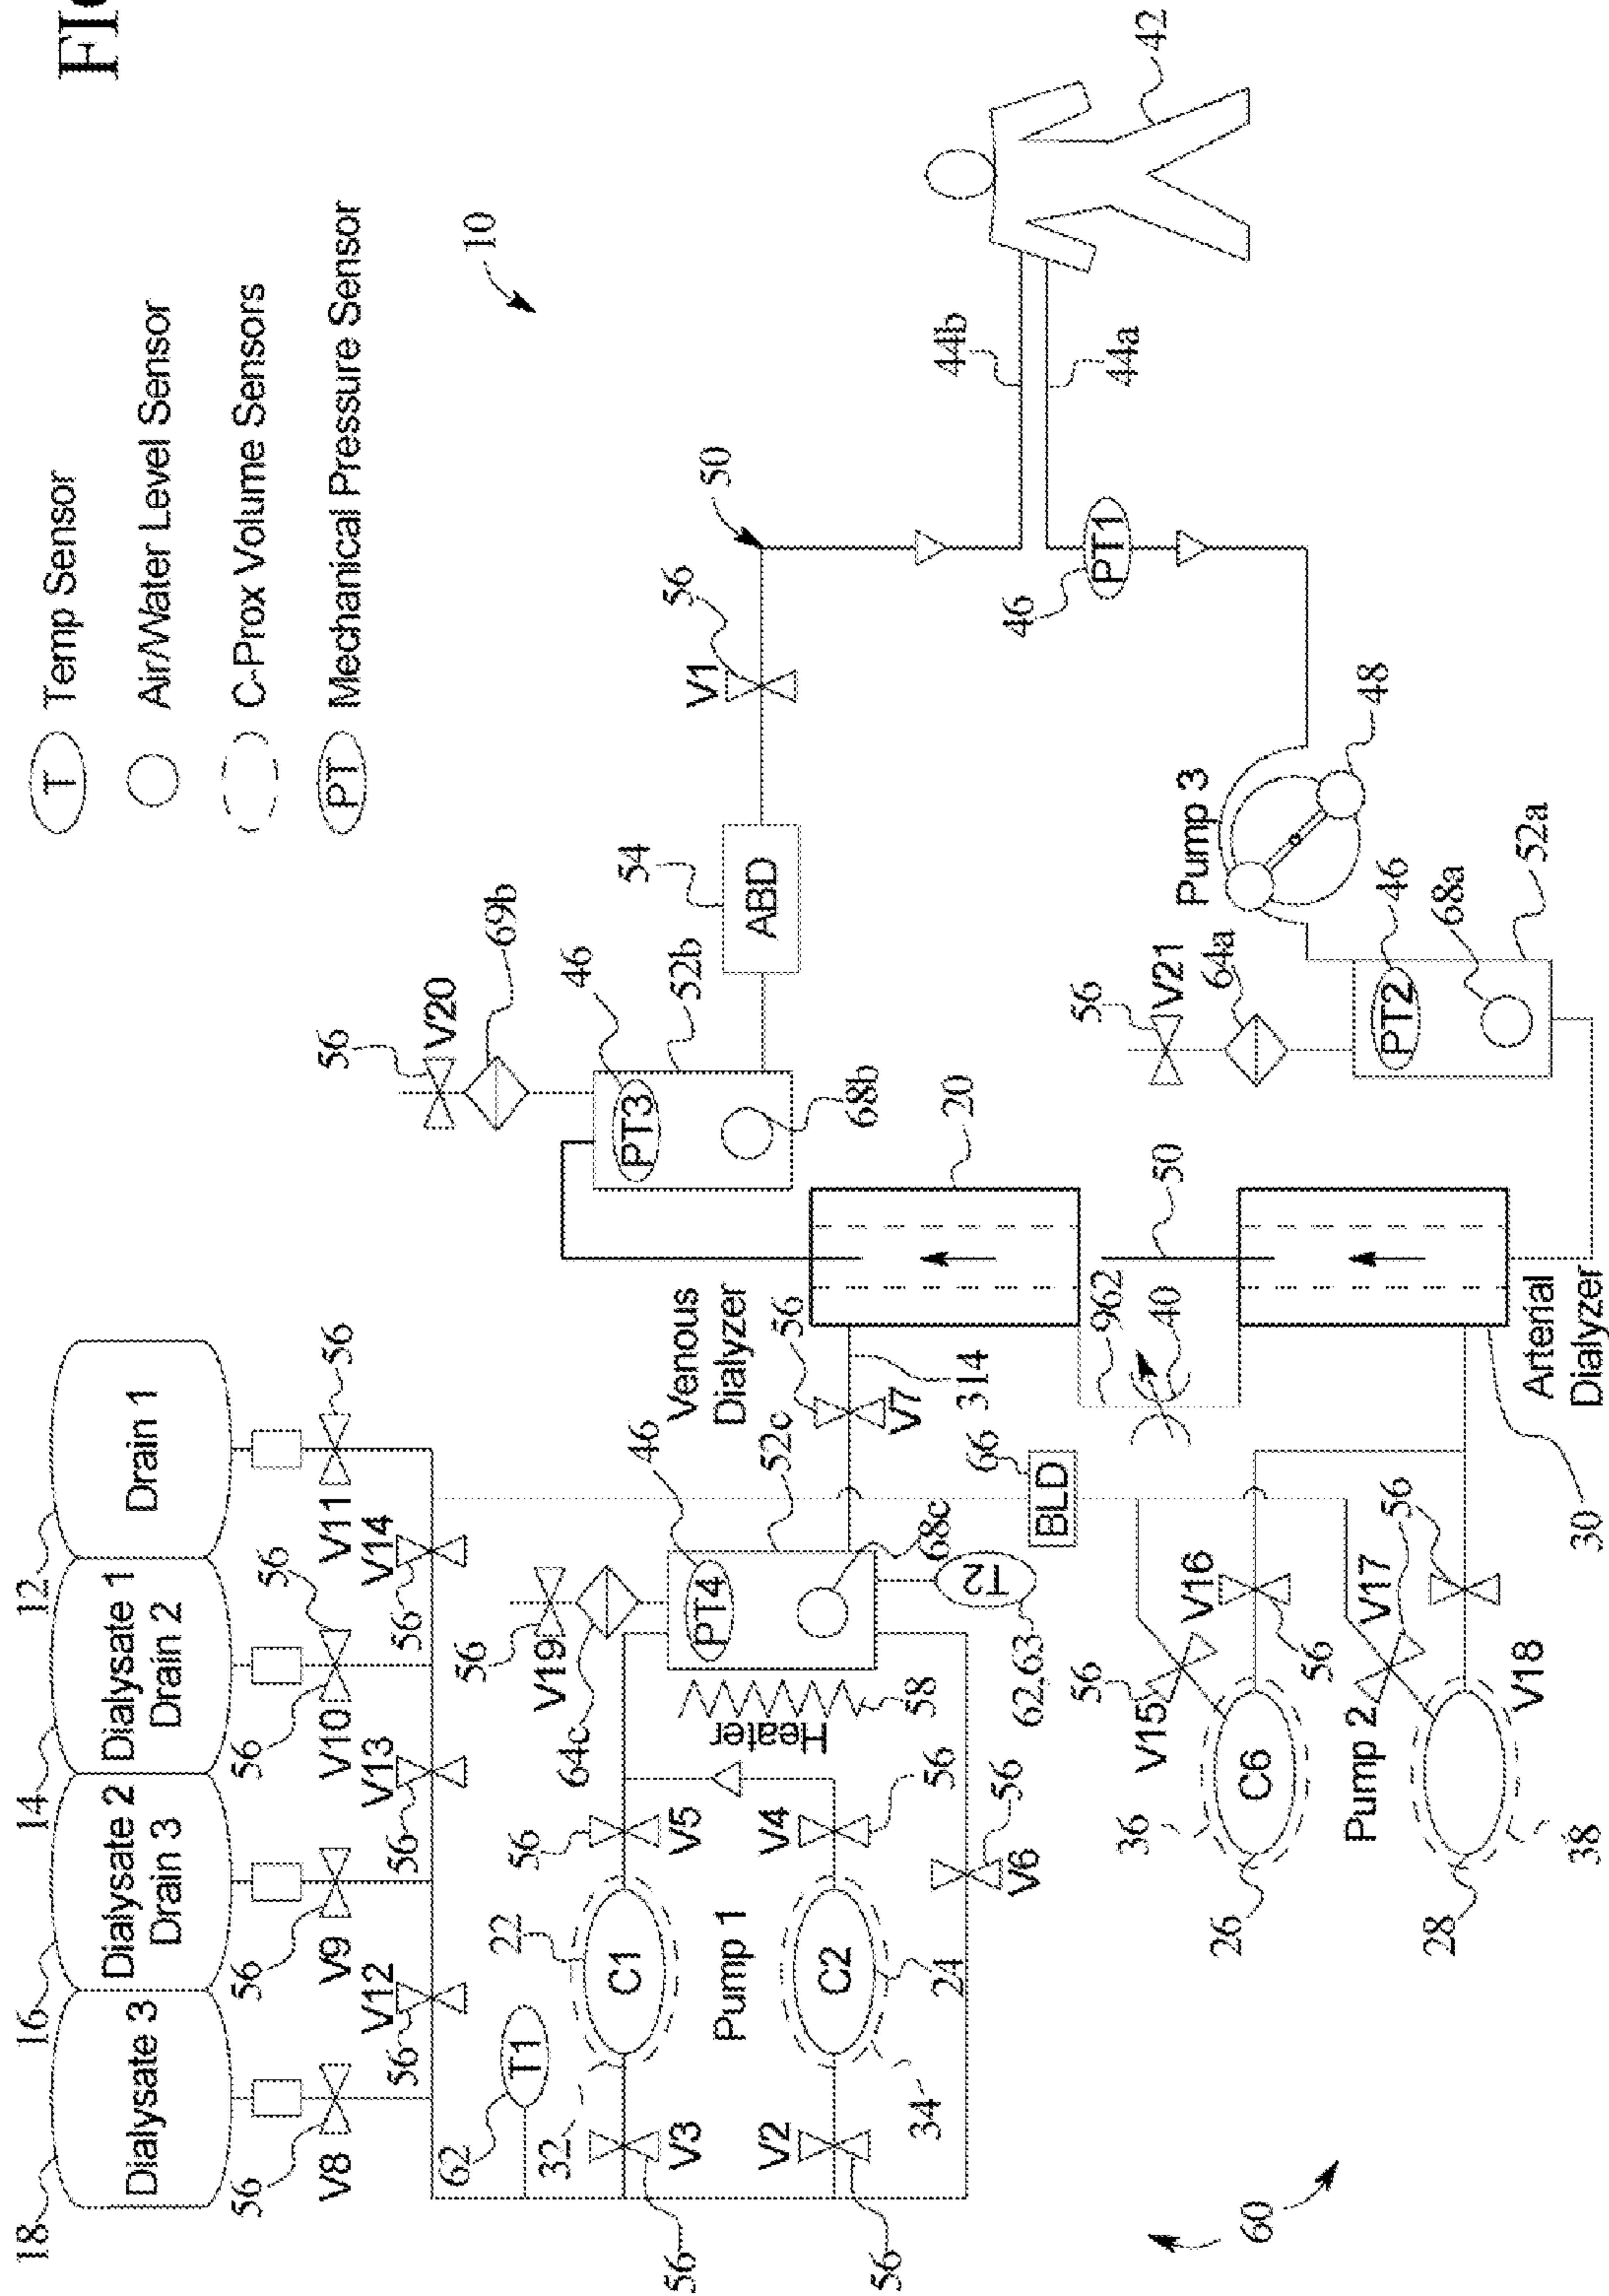 FIG
T Temp Sensor
Air/Water Level Sensor
C-Prox Volume Sensors
PT Mechanical Pressure Sensor
10
18
16
14
12
Dialysate 3
Dialysate 2
Drain 3
Dialysate 1
Drain 2
Drain 1
56
V8
56
V9
56
V10
56
V11
56
56
V12
56
V13
56
V14
62
T1
32
22
C1
56
V3
56
V5
Pump 1
34
24
C2
56
V2
V4
56
V6
56
Heater
58
56
V19
64c
46
PT4
52c
68c
T2
62,63
66
BLD
56
V7
314
Venous
Dialyzer
20
962
40
50
30
Arterial
Dialyzer
56
V20
69b
46
PT3
52b
68b
54
ABD
V1
56
50
44b
44a
42
46
PT1
Pump 3
48
56
V21
64a
46
PT2
68a
52a
56
V15
V16
56
36
C6
26
Pump 2
V17
56
V18
28
38
60